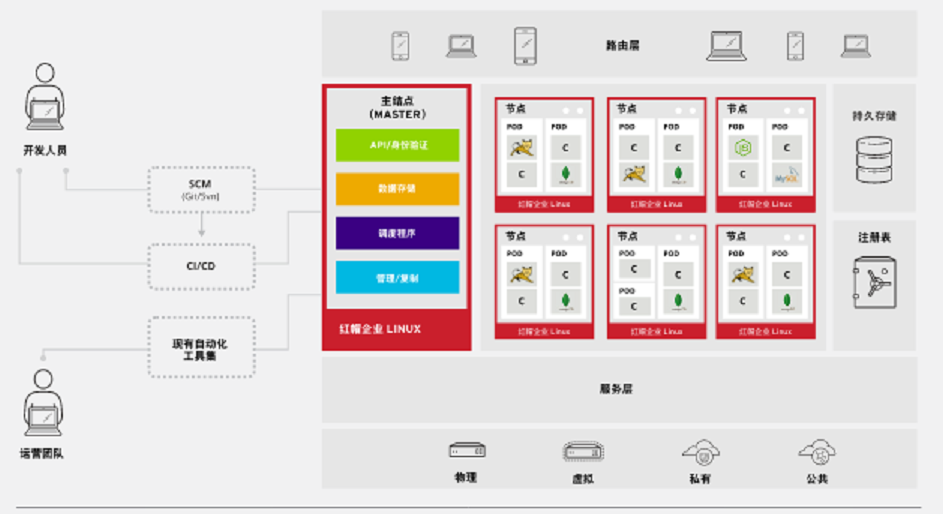 路由层
开发人员
SCM
(Git/Svn)
CI/CD
现有自动化
工具集
运营团队
主结点
(MASTER)
API/身份验证
数据存储
调度程序
管理/复制
红帽企业 LINUX
节点
POD
POD
C
C
红帽企业 Linux
节点
POD
POD
C
C
红帽企业 Linux
节点
POD
POD
C
C
MySQL
红帽企业 Linux
节点
POD
POD
C
C
红帽企业 Linux
节点
POD
POD
C
C
POD
C
红帽企业 Linux
节点
POD
POD
C
C
红帽企业 Linux
持久存储
注册表
服务层
物理
虚拟
私有
公共